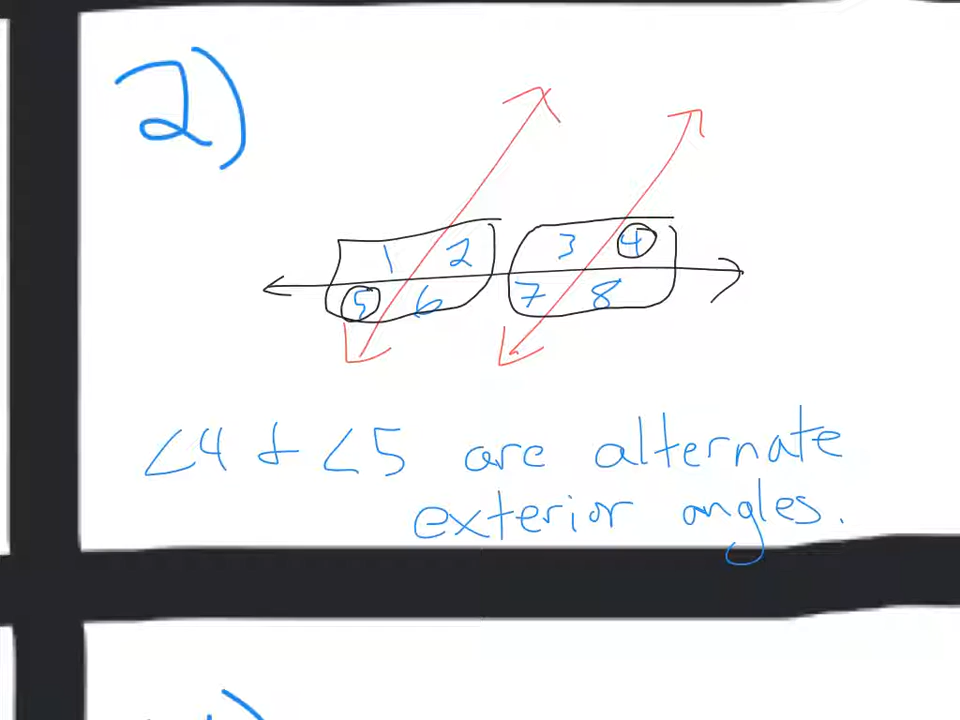 2)
1 2 3 4
5 6 7 8
∠4 & ∠5 are alternate
exterior angles.